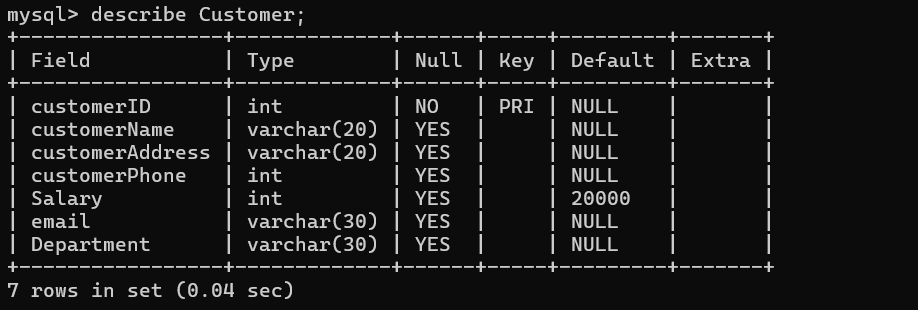 mysql> describe Customer;
+-----------------+-------------+------+-----+---------+-------+
| Field           | Type        | Null | Key | Default | Extra |
+-----------------+-------------+------+-----+---------+-------+
| customerID      | int         | NO   | PRI | NULL    |       |
| customerName    | varchar(20) | YES  |     | NULL    |       |
| customerAddress | varchar(20) | YES  |     | NULL    |       |
| customerPhone   | int         | YES  |     | NULL    |       |
| Salary          | int         | YES  |     | 20000   |       |
| email           | varchar(30) | YES  |     | NULL    |       |
| Department      | varchar(30) | YES  |     | NULL    |       |
+-----------------+-------------+------+-----+---------+-------+
7 rows in set (0.04 sec)